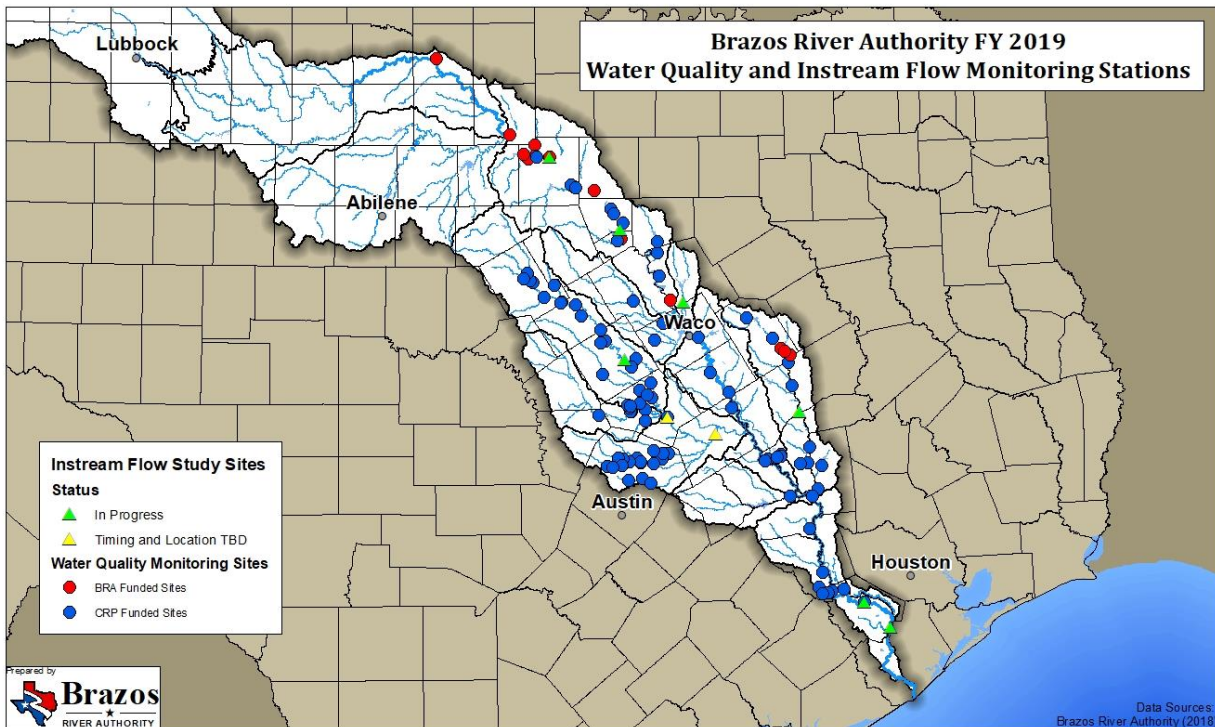 Brazos River Authority FY 2019
Water Quality and Instream Flow Monitoring Stations
Lubbock
Abilene
Waco
Austin
Houston
Instream Flow Study Sites
Status
In Progress
Timing and Location TBD
Water Quality Monitoring Sites
BRA Funded Sites
CRP Funded Sites
Prepared by
Brazos
RIVER AUTHORITY
Data Sources:
Brazos River Authority (2018